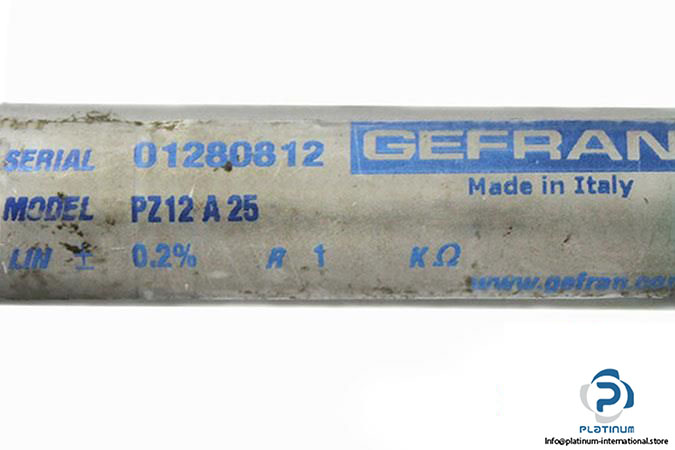 SERIAL 01280812
GEFRAN
Made in Italy
MODEL PZ12 A 25
LIN ± 0.2% R 1 KΩ
www.gefran.com
PLATINUM
Info@platinum-international.store